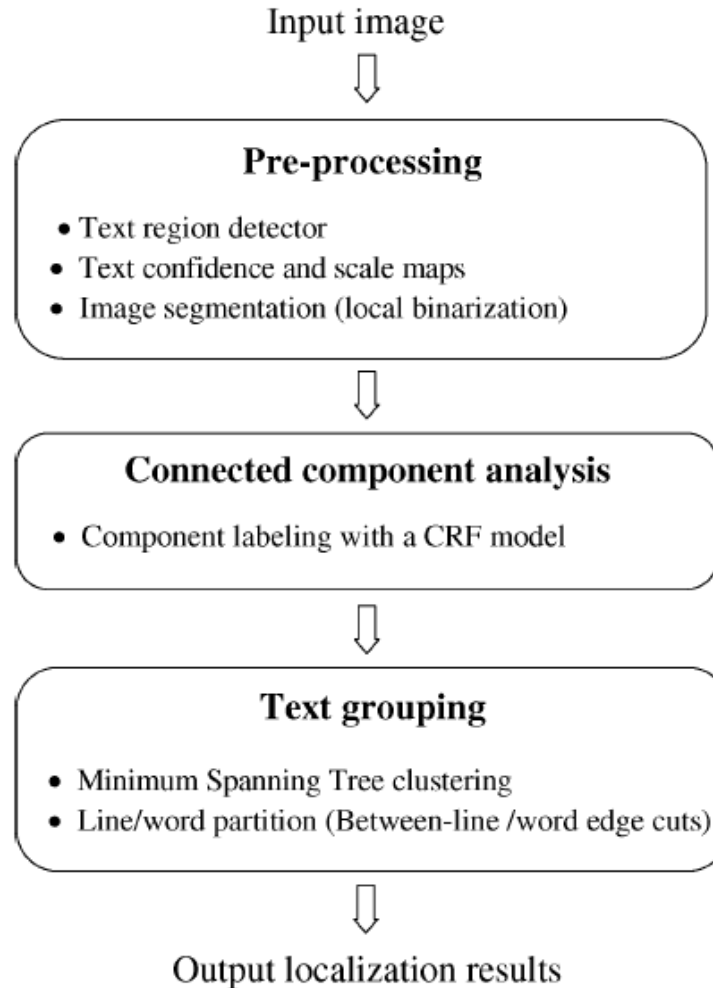 Input image
Pre-processing
• Text region detector
• Text confidence and scale maps
• Image segmentation (local binarization)
Connected component analysis
• Component labeling with a CRF model
Text grouping
• Minimum Spanning Tree clustering
• Line/word partition (Between-line /word edge cuts)
Output localization results